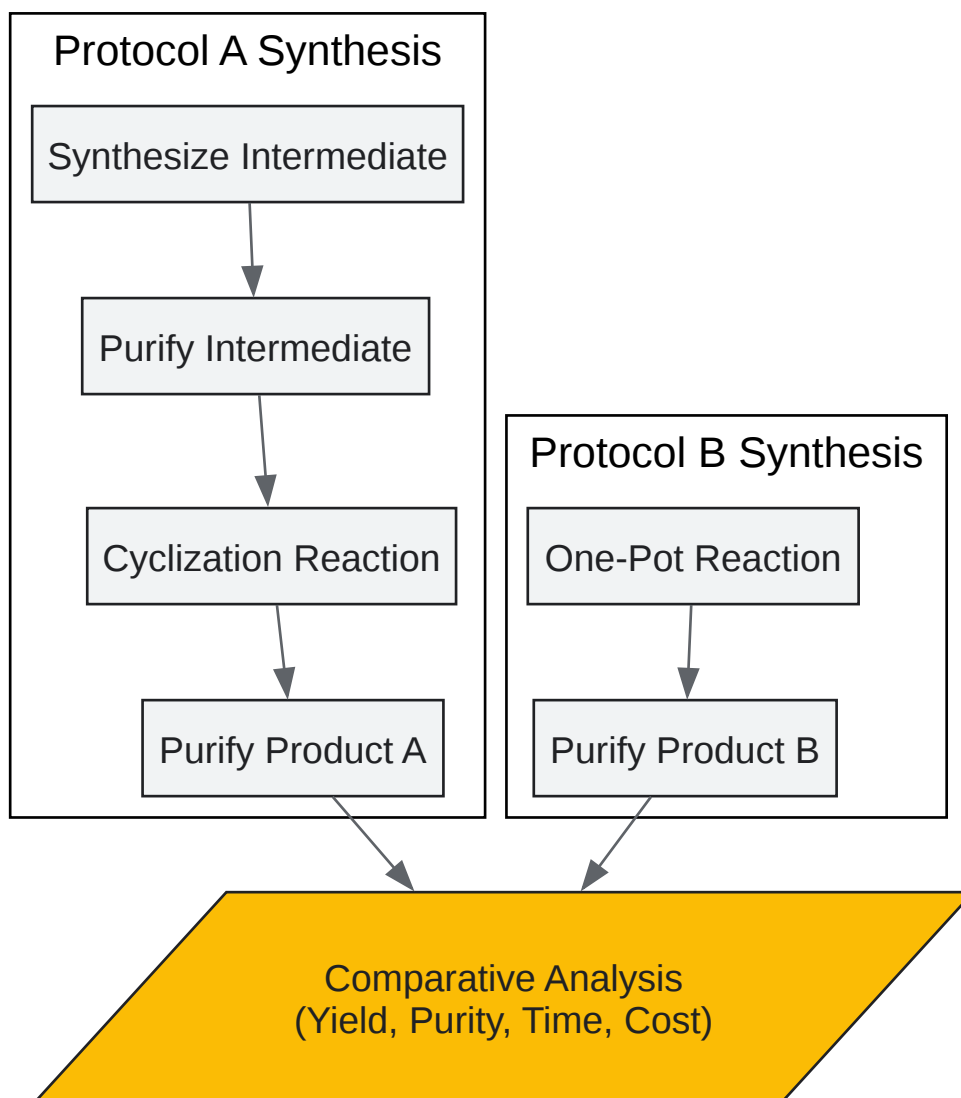 Protocol A Synthesis
Synthesize Intermediate
Purify Intermediate
Cyclization Reaction
Purify Product A
Protocol B Synthesis
One-Pot Reaction
Purify Product B
Comparative Analysis
(Yield, Purity, Time, Cost)